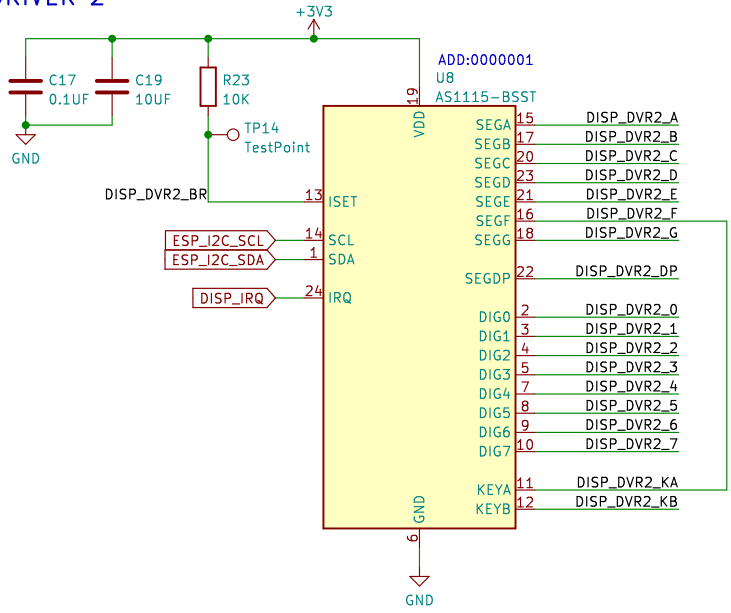 DRIVER 2
+3V3
C17
0.1UF
C19
10UF
R23
10K
GND
TP14
TestPoint
ADD:0000001
U8
AS1115-BSST
DISP_DVR2_BR
13
ISET
ESP_I2C_SCL
14
SCL
ESP_I2C_SDA
1
SDA
DISP_IRQ
24
IRQ
19
VDD
SEGA
15
DISP_DVR2_A
SEGB
17
DISP_DVR2_B
SEGC
20
DISP_DVR2_C
SEGD
23
DISP_DVR2_D
SEGE
21
DISP_DVR2_E
SEGF
16
DISP_DVR2_F
SEGG
18
DISP_DVR2_G
SEGDP
22
DISP_DVR2_DP
DIG0
2
DISP_DVR2_0
DIG1
3
DISP_DVR2_1
DIG2
4
DISP_DVR2_2
DIG3
5
DISP_DVR2_3
DIG4
7
DISP_DVR2_4
DIG5
8
DISP_DVR2_5
DIG6
9
DISP_DVR2_6
DIG7
10
DISP_DVR2_7
KEYA
11
DISP_DVR2_KA
KEYB
12
DISP_DVR2_KB
GND
6
GND